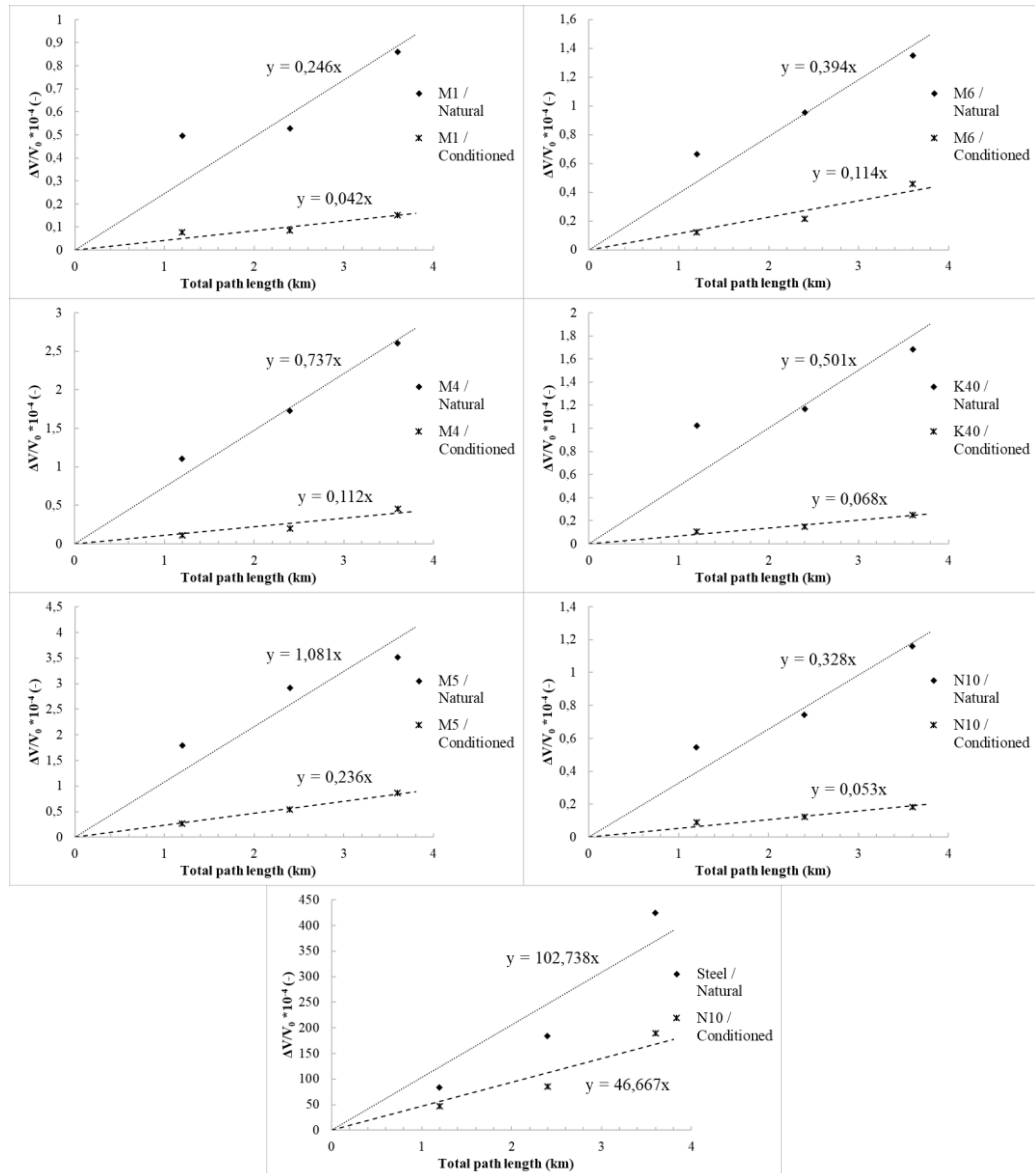 ΔV/V₀ *10⁻⁴ (-)
1
0,9
0,8
0,7
0,6
0,5
0,4
0,3
0,2
0,1
0
y = 0,246x
y = 0,042x
0 1 2 3 4
Total path length (km)
M1 /
Natural
M1 /
Conditioned
ΔV/V₀ *10⁻⁴ (-)
1,6
1,4
1,2
1
0,8
0,6
0,4
0,2
0
y = 0,394x
y = 0,114x
0 1 2 3 4
Total path length (km)
M6 /
Natural
M6 /
Conditioned
ΔV/V₀ *10⁻⁴ (-)
3
2,5
2
1,5
1
0,5
0
y = 0,737x
y = 0,112x
0 1 2 3 4
Total path length (km)
M4 /
Natural
M4 /
Conditioned
ΔV/V₀ *10⁻⁴ (-)
2
1,8
1,6
1,4
1,2
1
0,8
0,6
0,4
0,2
0
y = 0,501x
y = 0,068x
0 1 2 3 4
Total path length (km)
K40 /
Natural
K40 /
Conditioned
ΔV/V₀ *10⁻⁴ (-)
4,5
4
3,5
3
2,5
2
1,5
1
0,5
0
y = 1,081x
y = 0,236x
0 1 2 3 4
Total path length (km)
M5 /
Natural
M5 /
Conditioned
ΔV/V₀ *10⁻⁴ (-)
1,4
1,2
1
0,8
0,6
0,4
0,2
0
y = 0,328x
y = 0,053x
0 1 2 3 4
Total path length (km)
N10 /
Natural
N10 /
Conditioned
ΔV/V₀ *10⁻⁴ (-)
450
400
350
300
250
200
150
100
50
0
y = 102,738x
y = 46,667x
0 1 2 3 4
Total path length (km)
Steel /
Natural
N10 /
Conditioned